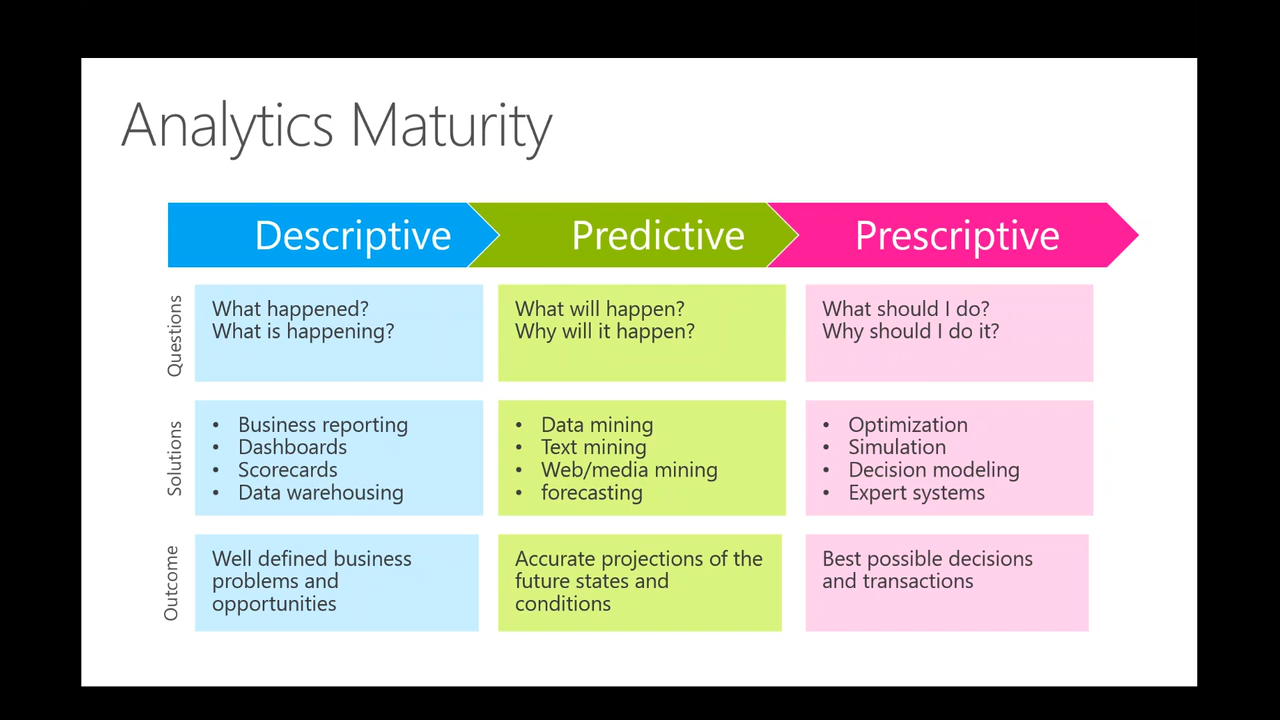 Analytics Maturity
Descriptive
Predictive
Prescriptive
Questions
What happened?
What is happening?
What will happen?
Why will it happen?
What should I do?
Why should I do it?
Solutions
• Business reporting
• Dashboards
• Scorecards
• Data warehousing
• Data mining
• Text mining
• Web/media mining
• forecasting
• Optimization
• Simulation
• Decision modeling
• Expert systems
Outcome
Well defined business
problems and
opportunities
Accurate projections of the
future states and
conditions
Best possible decisions
and transactions